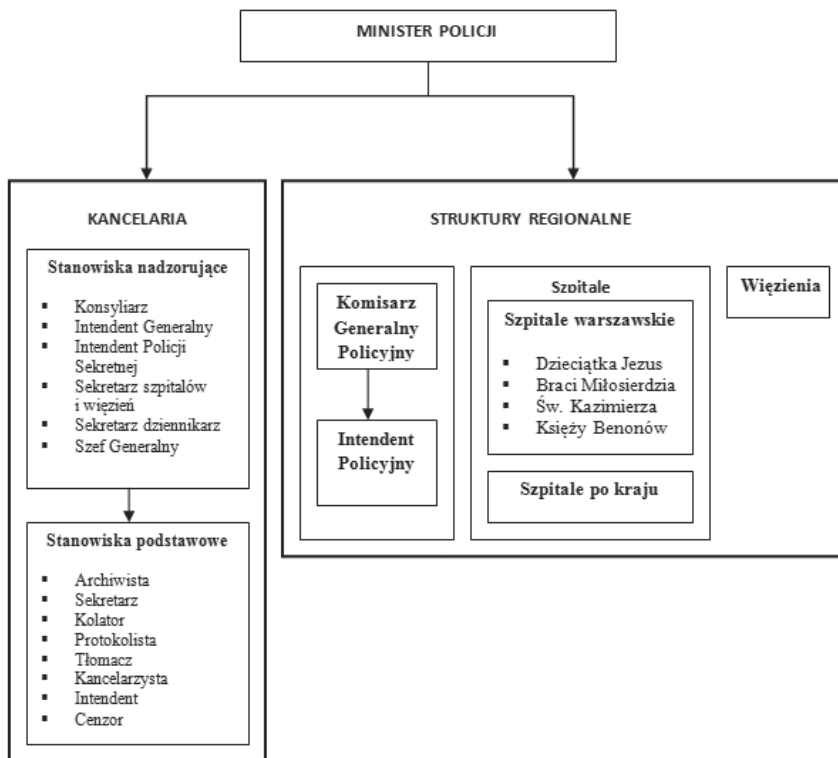 MINISTER POLICJI
KANCELARIA
Stanowiska nadzorujące
▪ Konsyliarz
▪ Intendent Generalny
▪ Intendent Policji
Sekretnej
▪ Sekretarz szpitalów
i więzień
▪ Sekretarz dziennikarz
▪ Szef Generalny
Stanowiska podstawowe
▪ Archiwista
▪ Sekretarz
▪ Kolator
▪ Protokolista
▪ Tłomacz
▪ Kancelarzysta
▪ Intendent
▪ Cenzor
STRUKTURY REGIONALNE
Komisarz
Generalny
Policyjny
Intendent
Policyjny
Szpitale
Szpitale warszawskie
▪ Dzieciątka Jezus
▪ Braci Miłosierdzia
▪ Św. Kazimierza
▪ Księży Benonów
Szpitale po kraju
Więzienia